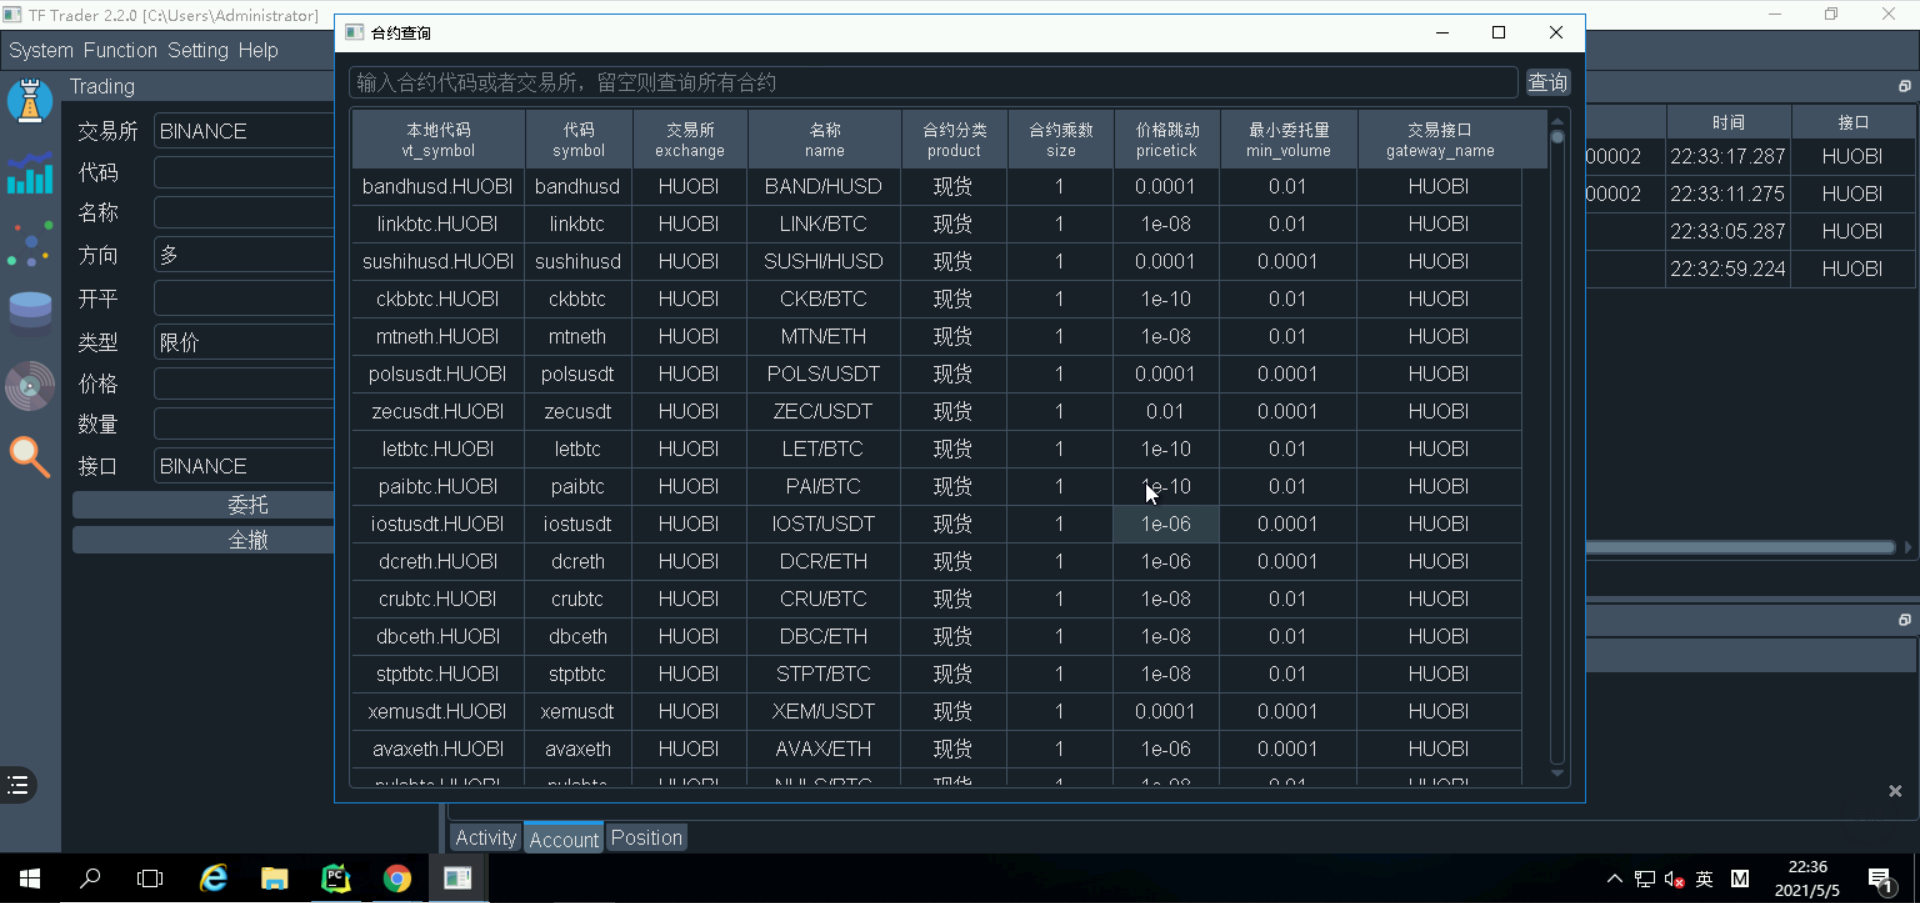 TF Trader 2.2.0 [C:\Users\Administrator]
System Function Setting Help
Trading
交易所 BINANCE
代码
名称
方向 多
开平
类型 限价
价格
数量
接口 BINANCE
委托
全撤
合约查询
输入合约代码或者交易所，留空则查询所有合约 查询
本地代码 代码 交易所 名称 合约分类 合约乘数 价格跳动 最小委托量 交易接口
vt_symbol symbol exchange name product size pricetick min_volume gateway_name
bandhusd.HUOBI bandhusd HUOBI BAND/HUSD 现货 1 0.0001 0.01 HUOBI
linkbtc.HUOBI linkbtc HUOBI LINK/BTC 现货 1 1e-08 0.01 HUOBI
sushihusd.HUOBI sushihusd HUOBI SUSHI/HUSD 现货 1 0.0001 0.0001 HUOBI
ckbbtc.HUOBI ckbbtc HUOBI CKB/BTC 现货 1 1e-10 0.01 HUOBI
mtneth.HUOBI mtneth HUOBI MTN/ETH 现货 1 1e-08 0.01 HUOBI
polsusdt.HUOBI polsusdt HUOBI POLS/USDT 现货 1 0.0001 0.0001 HUOBI
zecusdt.HUOBI zecusdt HUOBI ZEC/USDT 现货 1 0.01 0.0001 HUOBI
letbtc.HUOBI letbtc HUOBI LET/BTC 现货 1 1e-10 0.01 HUOBI
paibtc.HUOBI paibtc HUOBI PAI/BTC 现货 1 1e-10 0.01 HUOBI
iostusdt.HUOBI iostusdt HUOBI IOST/USDT 现货 1 1e-06 0.0001 HUOBI
dcreth.HUOBI dcreth HUOBI DCR/ETH 现货 1 1e-06 0.0001 HUOBI
crubtc.HUOBI crubtc HUOBI CRU/BTC 现货 1 1e-08 0.01 HUOBI
dbceth.HUOBI dbceth HUOBI DBC/ETH 现货 1 1e-08 0.01 HUOBI
stptbtc.HUOBI stptbtc HUOBI STPT/BTC 现货 1 1e-08 0.01 HUOBI
xemusdt.HUOBI xemusdt HUOBI XEM/USDT 现货 1 0.0001 0.0001 HUOBI
avaxeth.HUOBI avaxeth HUOBI AVAX/ETH 现货 1 1e-06 0.0001 HUOBI
时间 接口
00002 22:33:17.287 HUOBI
00002 22:33:11.275 HUOBI
22:33:05.287 HUOBI
22:32:59.224 HUOBI
Activity Account Position
PC
英 M
22:36
2021/5/5
1